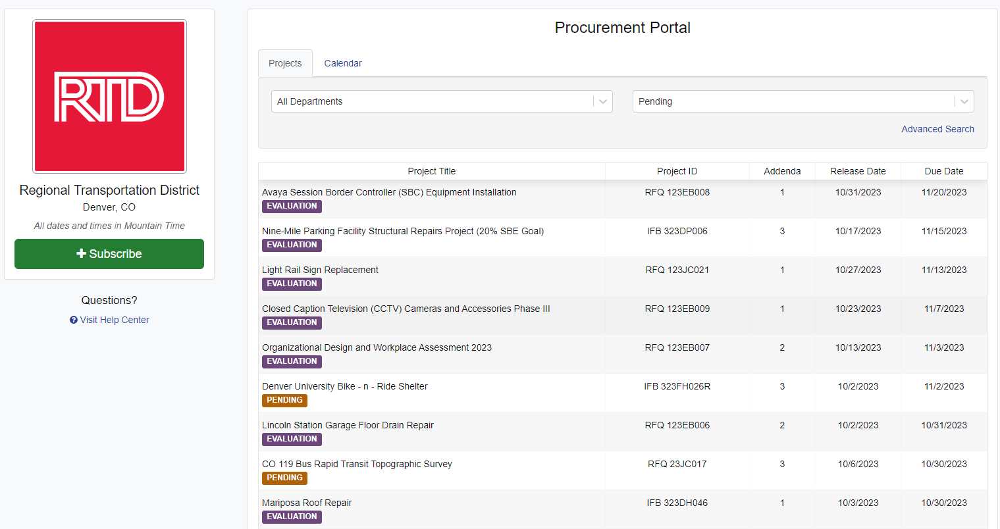 RTD
Regional Transportation District
Denver, CO
All dates and times in Mountain Time
Subscribe
Questions?
Visit Help Center
Procurement Portal
Projects Calendar
All Departments Pending
Advanced Search
Project Title Project ID Addenda Release Date Due Date
Avaya Session Border Controller (SBC) Equipment Installation RFQ 123EB008 1 10/31/2023 11/20/2023
EVALUATION
Nine-Mile Parking Facility Structural Repairs Project (20% SBE Goal) IFB 323DP006 3 10/17/2023 11/15/2023
EVALUATION
Light Rail Sign Replacement RFQ 123JC021 1 10/27/2023 11/13/2023
EVALUATION
Closed Caption Television (CCTV) Cameras and Accessories Phase III RFQ 123EB009 1 10/23/2023 11/7/2023
EVALUATION
Organizational Design and Workplace Assessment 2023 RFQ 123EB007 2 10/13/2023 11/3/2023
EVALUATION
Denver University Bike - n - Ride Shelter IFB 323FH026R 3 10/2/2023 11/2/2023
PENDING
Lincoln Station Garage Floor Drain Repair RFQ 123EB006 2 10/2/2023 10/31/2023
EVALUATION
CO 119 Bus Rapid Transit Topographic Survey RFQ 23JC017 3 10/6/2023 10/30/2023
PENDING
Mariposa Roof Repair IFB 323DH046 1 10/3/2023 10/30/2023
EVALUATION